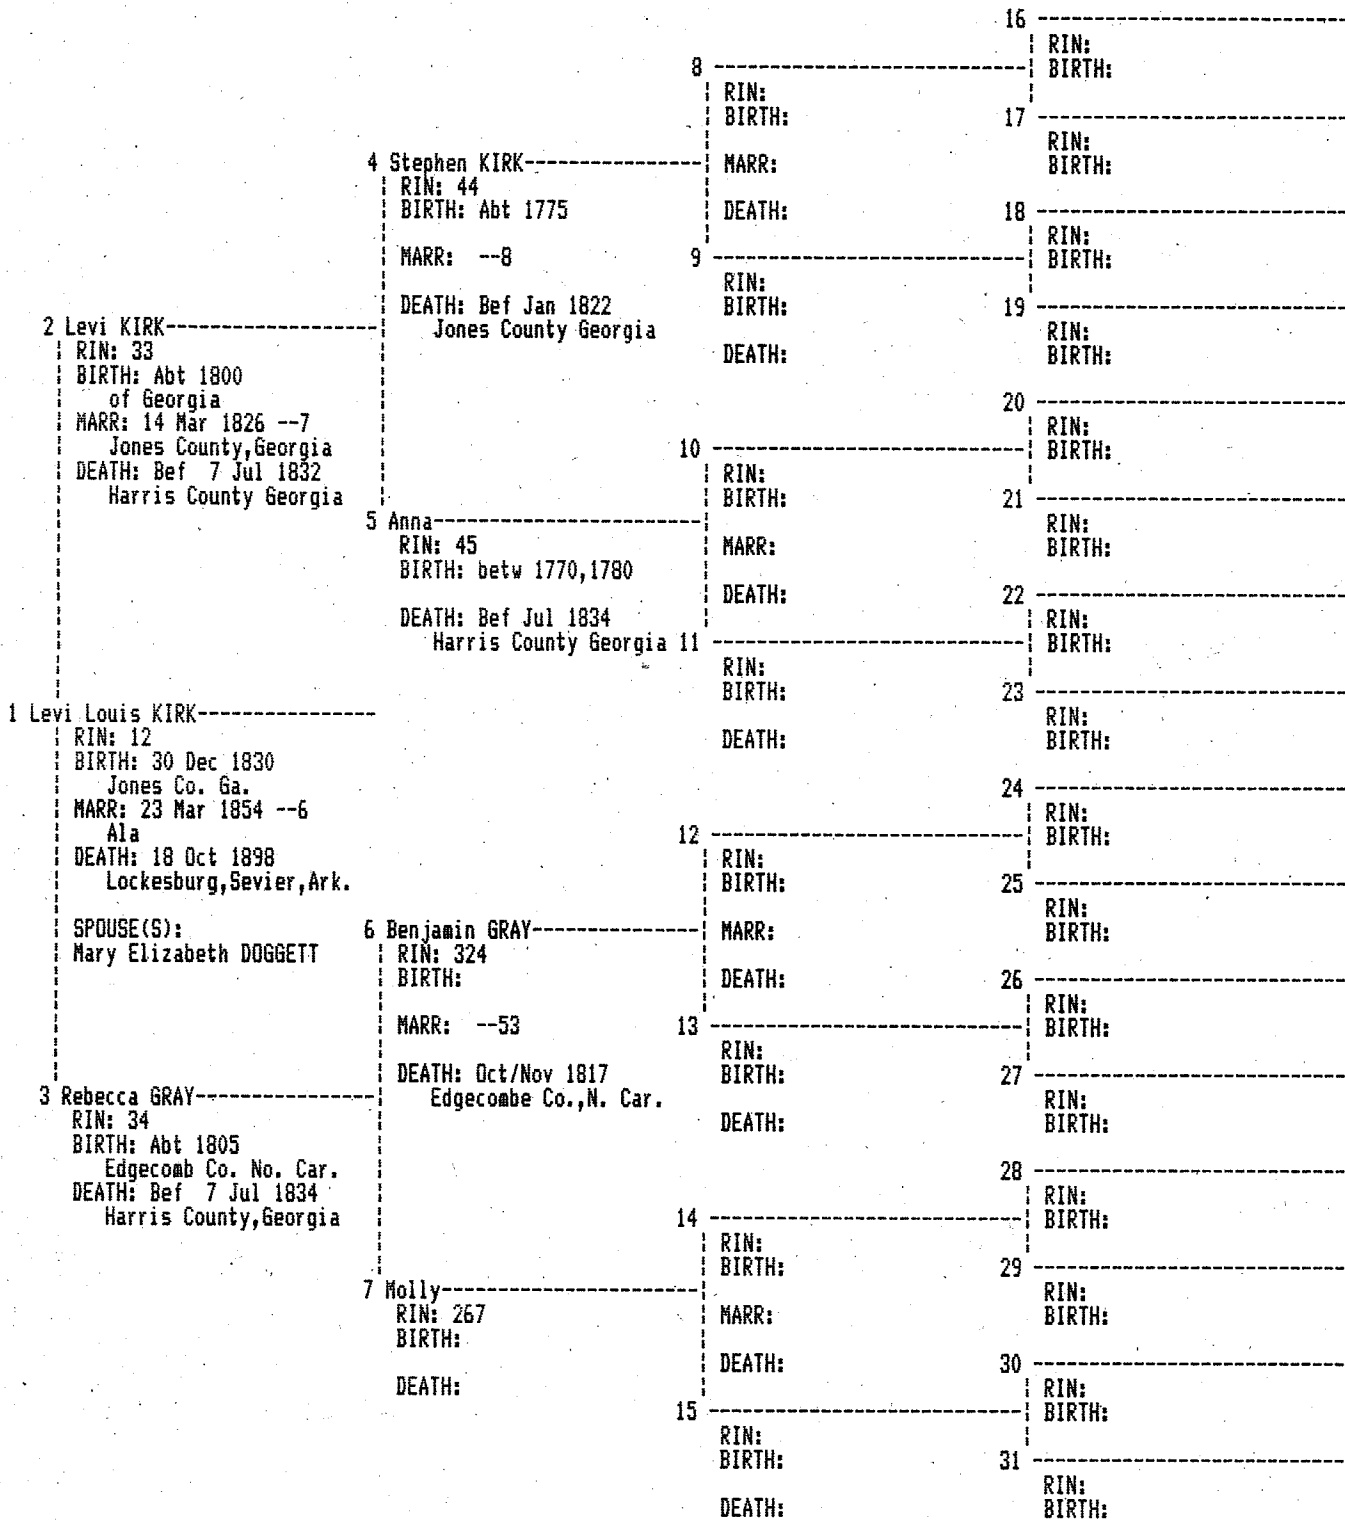 16
RIN:
BIRTH:
8
RIN:
BIRTH:
17
RIN:
BIRTH:
4 Stephen KIRK
MARR:
RIN: 44
BIRTH: Abt 1775
DEATH:
18
RIN:
BIRTH:
MARR: --8
9
RIN:
BIRTH:
DEATH: Bef Jan 1822
Jones County Georgia
19
RIN:
BIRTH:
DEATH:
2 Levi KIRK
RIN: 33
BIRTH: Abt 1800
of Georgia
MARR: 14 Mar 1826 --7
Jones County,Georgia
DEATH: Bef 7 Jul 1832
Harris County Georgia
20
RIN:
BIRTH:
10
RIN:
BIRTH:
21
RIN:
BIRTH:
5 Anna
RIN: 45
BIRTH: betw 1770,1780
MARR:
DEATH:
22
RIN:
BIRTH:
DEATH: Bef Jul 1834
Harris County Georgia
11
RIN:
BIRTH:
23
RIN:
BIRTH:
DEATH:
1 Levi Louis KIRK
RIN: 12
BIRTH: 30 Dec 1830
Jones Co. Ga.
MARR: 23 Mar 1854 --6
Ala
DEATH: 18 Oct 1898
Lockesburg,Sevier,Ark.
SPOUSE(S):
Mary Elizabeth DOGGETT
24
RIN:
BIRTH:
12
RIN:
BIRTH:
25
RIN:
BIRTH:
6 Benjamin GRAY
RIN: 324
BIRTH:
MARR:
DEATH:
26
RIN:
BIRTH:
MARR: --53
13
RIN:
BIRTH:
DEATH: Oct/Nov 1817
Edgecombe Co.,N. Car.
27
RIN:
BIRTH:
DEATH:
3 Rebecca GRAY
RIN: 34
BIRTH: Abt 1805
Edgecomb Co. No. Car.
DEATH: Bef 7 Jul 1834
Harris County,Georgia
28
RIN:
BIRTH:
14
RIN:
BIRTH:
29
RIN:
BIRTH:
7 Molly
RIN: 267
BIRTH:
MARR:
DEATH:
DEATH:
30
RIN:
BIRTH:
15
RIN:
BIRTH:
31
RIN:
BIRTH:
DEATH: